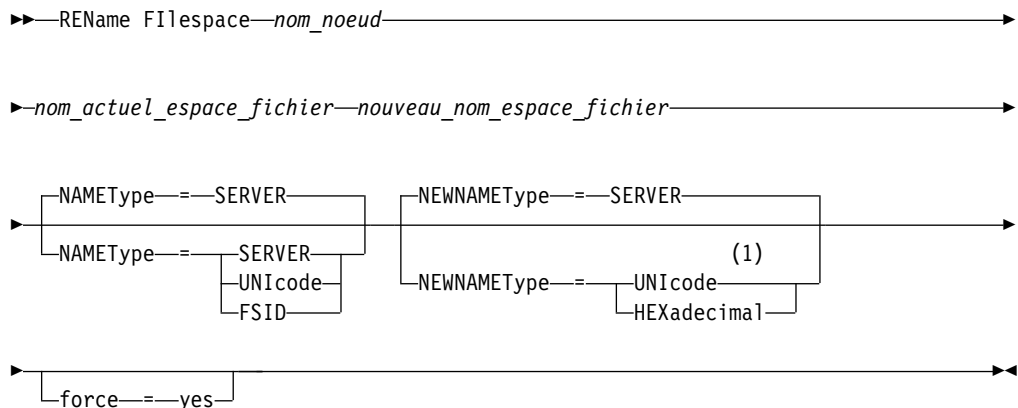 REName FIlespace nom_noeud
nom_actuel_espace_fichier nouveau_nom_espace_fichier
NAMEType = SERVER NEWNAMEType = SERVER
NAMEType = SERVER (1)
UNIcode NEWNAMEType = UNIcode
FSID HEXadecimal
force = yes